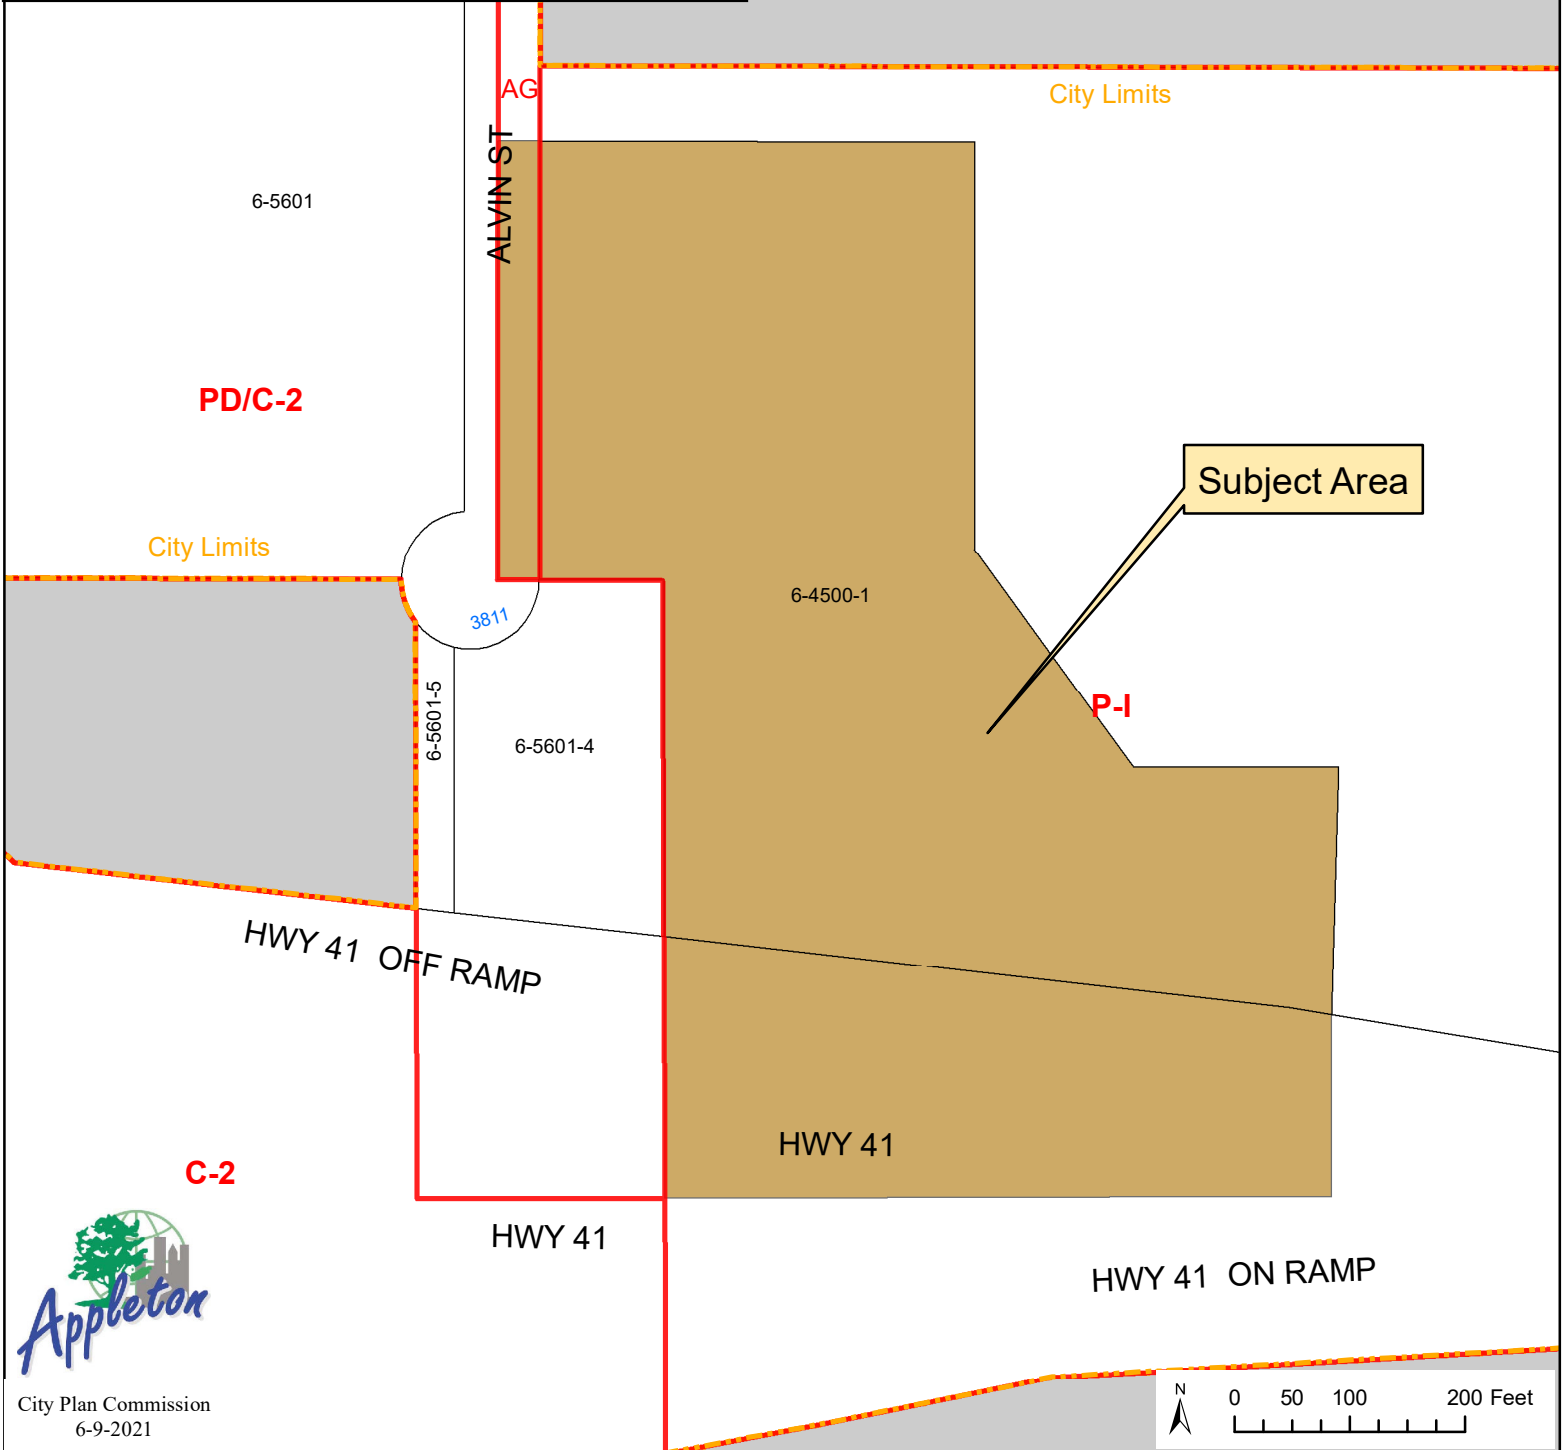 AG
City Limits
ALVIN ST
6-5601
PD/C-2
Subject Area
City Limits
6-4500-1
3811
6-5601-5
P-I
6-5601-4
HWY 41 OFF RAMP
HWY 41
C-2
HWY 41
HWY 41 ON RAMP
Appleton
City Plan Commission
6-9-2021
N
0 50 100 200 Feet